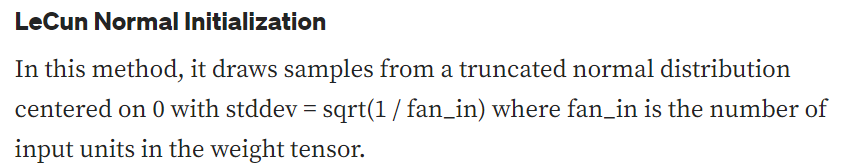 LeCun Normal Initialization
In this method, it draws samples from a truncated normal distribution
centered on 0 with stddev = sqrt(1 / fan_in) where fan_in is the number of
input units in the weight tensor.